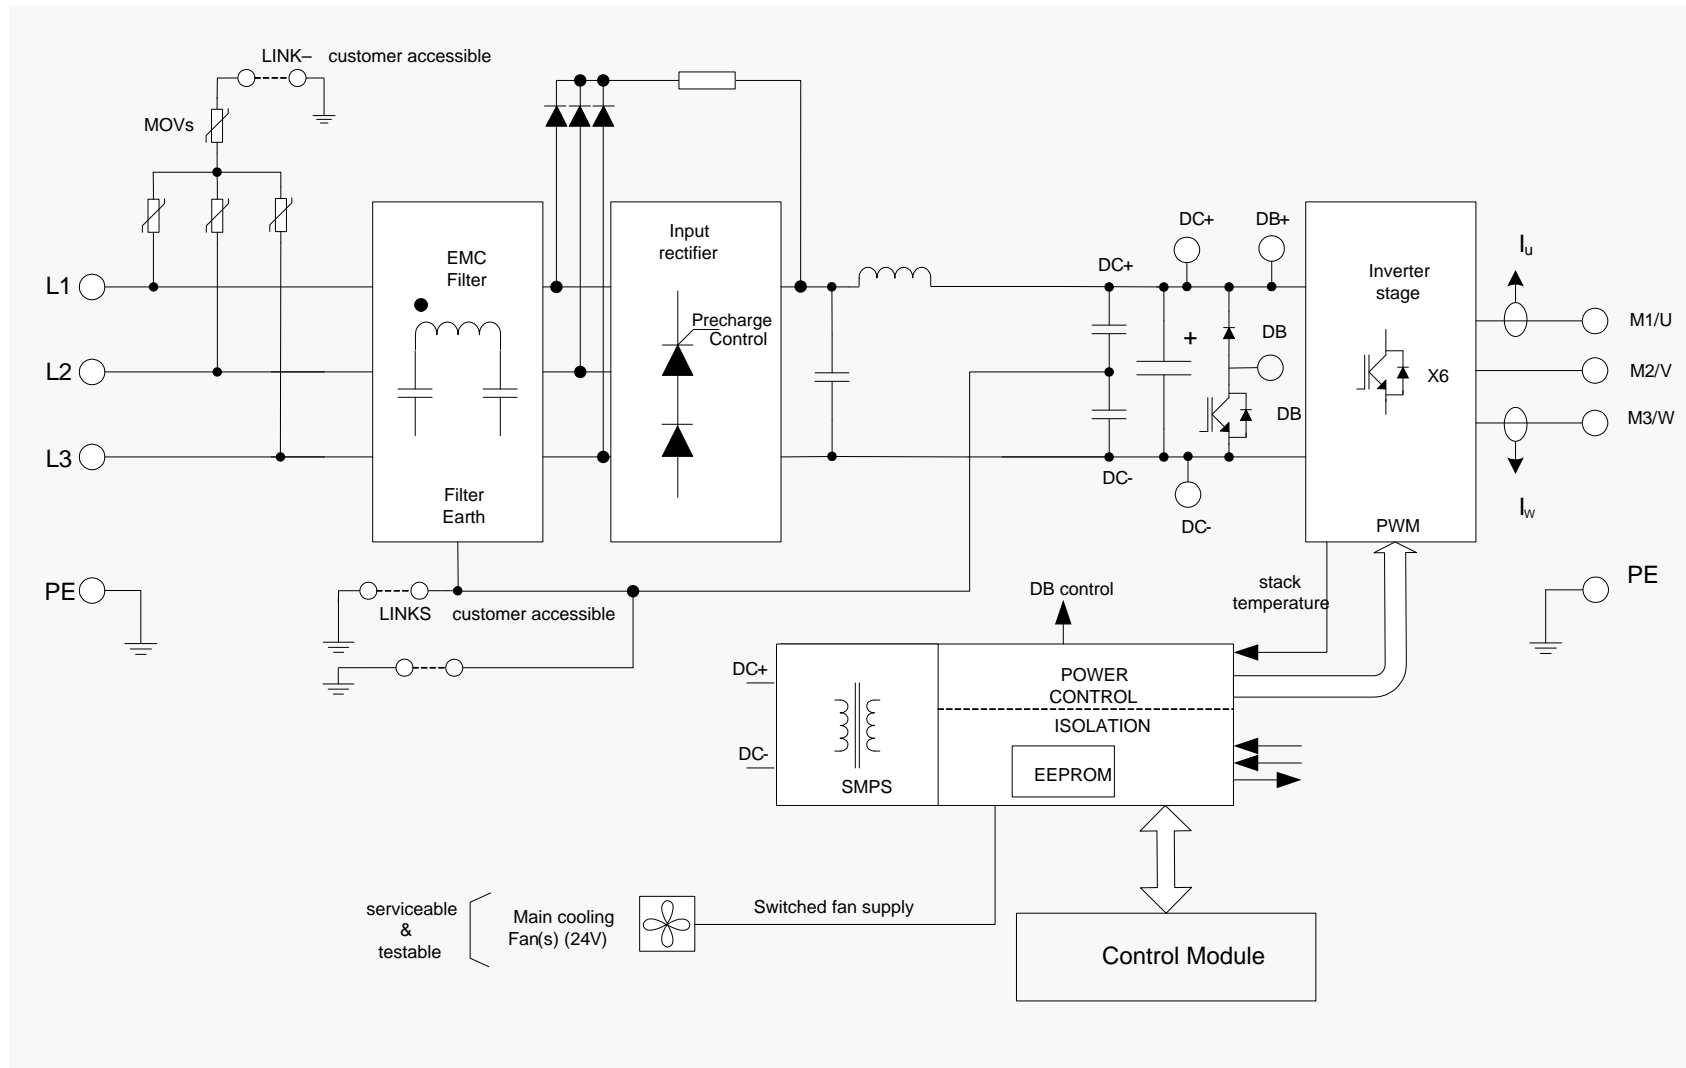 LINK– customer accessible
MOVs
L1
L2
L3
PE
EMC
Filter
Filter
Earth
LINKS customer accessible
Input
rectifier
Precharge
Control
DC+
DC-
DC+
DB+
DB
DB
DC-
+
Inverter
stage
X6
PWM
Iu
M1/U
M2/V
M3/W
Iw
PE
stack
temperature
DB control
DC+
DC-
SMPS
POWER
CONTROL
ISOLATION
EEPROM
serviceable
&
testable
Main cooling
Fan(s) (24V)
Switched fan supply
Control Module